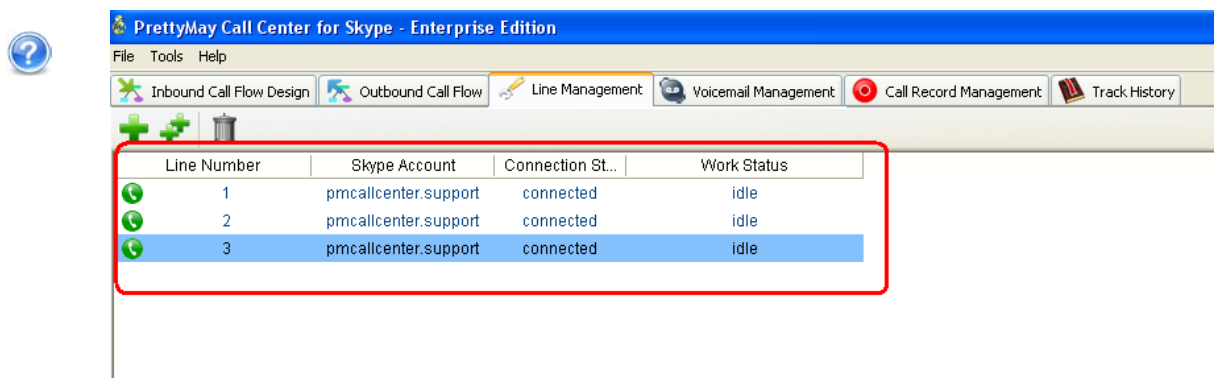 PrettyMay Call Center for Skype - Enterprise Edition
File Tools Help
Inbound Call Flow Design Outbound Call Flow Line Management Voicemail Management Call Record Management Track History
Line Number Skype Account Connection St... Work Status
1 pmcallcenter.support connected idle
2 pmcallcenter.support connected idle
3 pmcallcenter.support connected idle